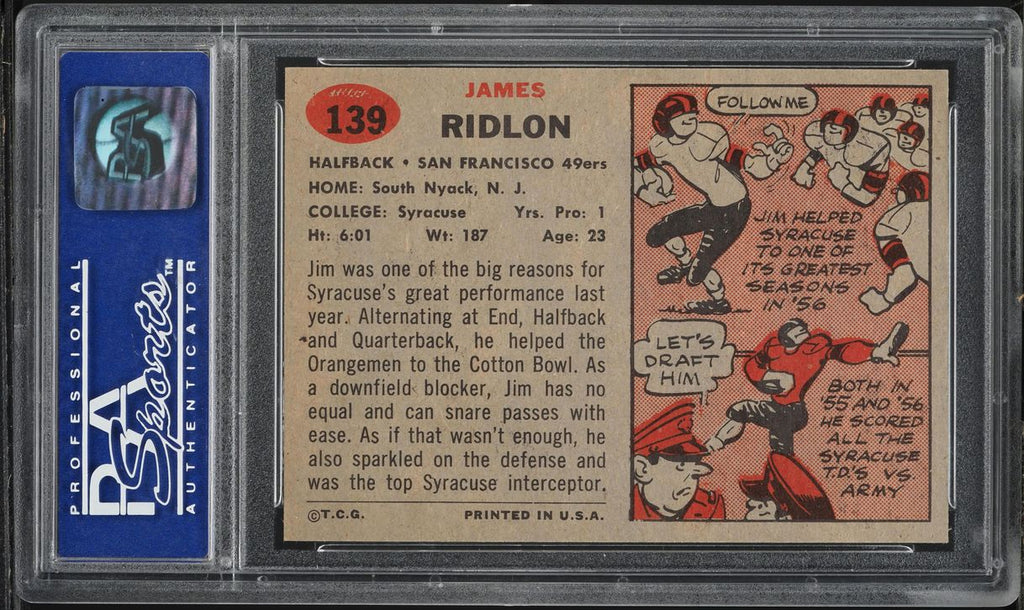 PROFESSIONAL
PSA
Sports™
AUTHENTICATOR
PSA
139
JAMES
RIDLON
HALFBACK • SAN FRANCISCO 49ers
HOME: South Nyack, N. J.
COLLEGE: Syracuse Yrs. Pro: 1
Ht: 6:01 Wt: 187 Age: 23
Jim was one of the big reasons for
Syracuse's great performance last
year. Alternating at End, Halfback
and Quarterback, he helped the
Orangemen to the Cotton Bowl. As
a downfield blocker, Jim has no
equal and can snare passes with
ease. As if that wasn't enough, he
also sparkled on the defense and
was the top Syracuse interceptor.
©T.C.G. PRINTED IN U.S.A.
FOLLOW ME
JIM HELPED
SYRACUSE
TO ONE OF
ITS GREATEST
SEASONS
IN '56
LET'S
DRAFT
HIM
BOTH IN
55 AND '56
HE SCORED
ALL THE
SYRACUSE
T.D'S VS.
ARMY